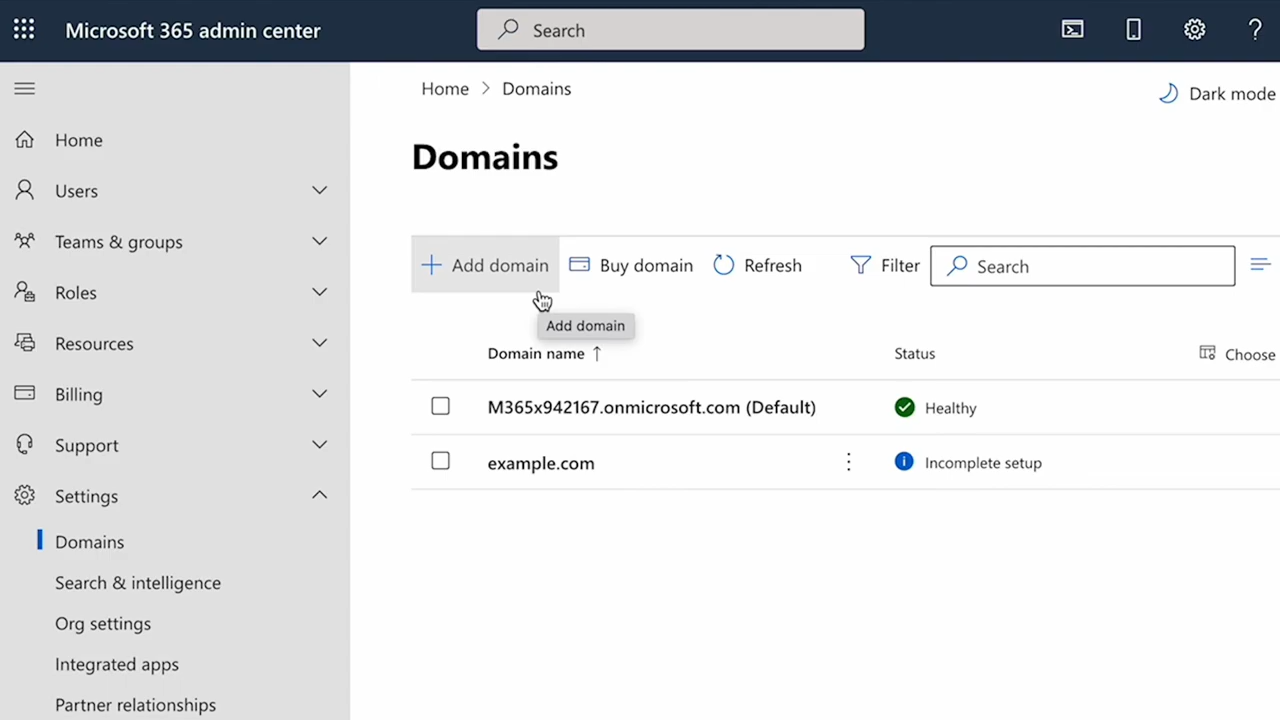 Microsoft 365 admin center
Search
?
Home
Users
Teams & groups
Roles
Resources
Billing
Support
Settings
Domains
Search & intelligence
Org settings
Integrated apps
Partner relationships
Home > Domains
Dark mode
Domains
+ Add domain
Buy domain
Refresh
Filter
Search
Add domain
Domain name ↑
Status
Choose
M365x942167.onmicrosoft.com (Default)
Healthy
example.com
Incomplete setup